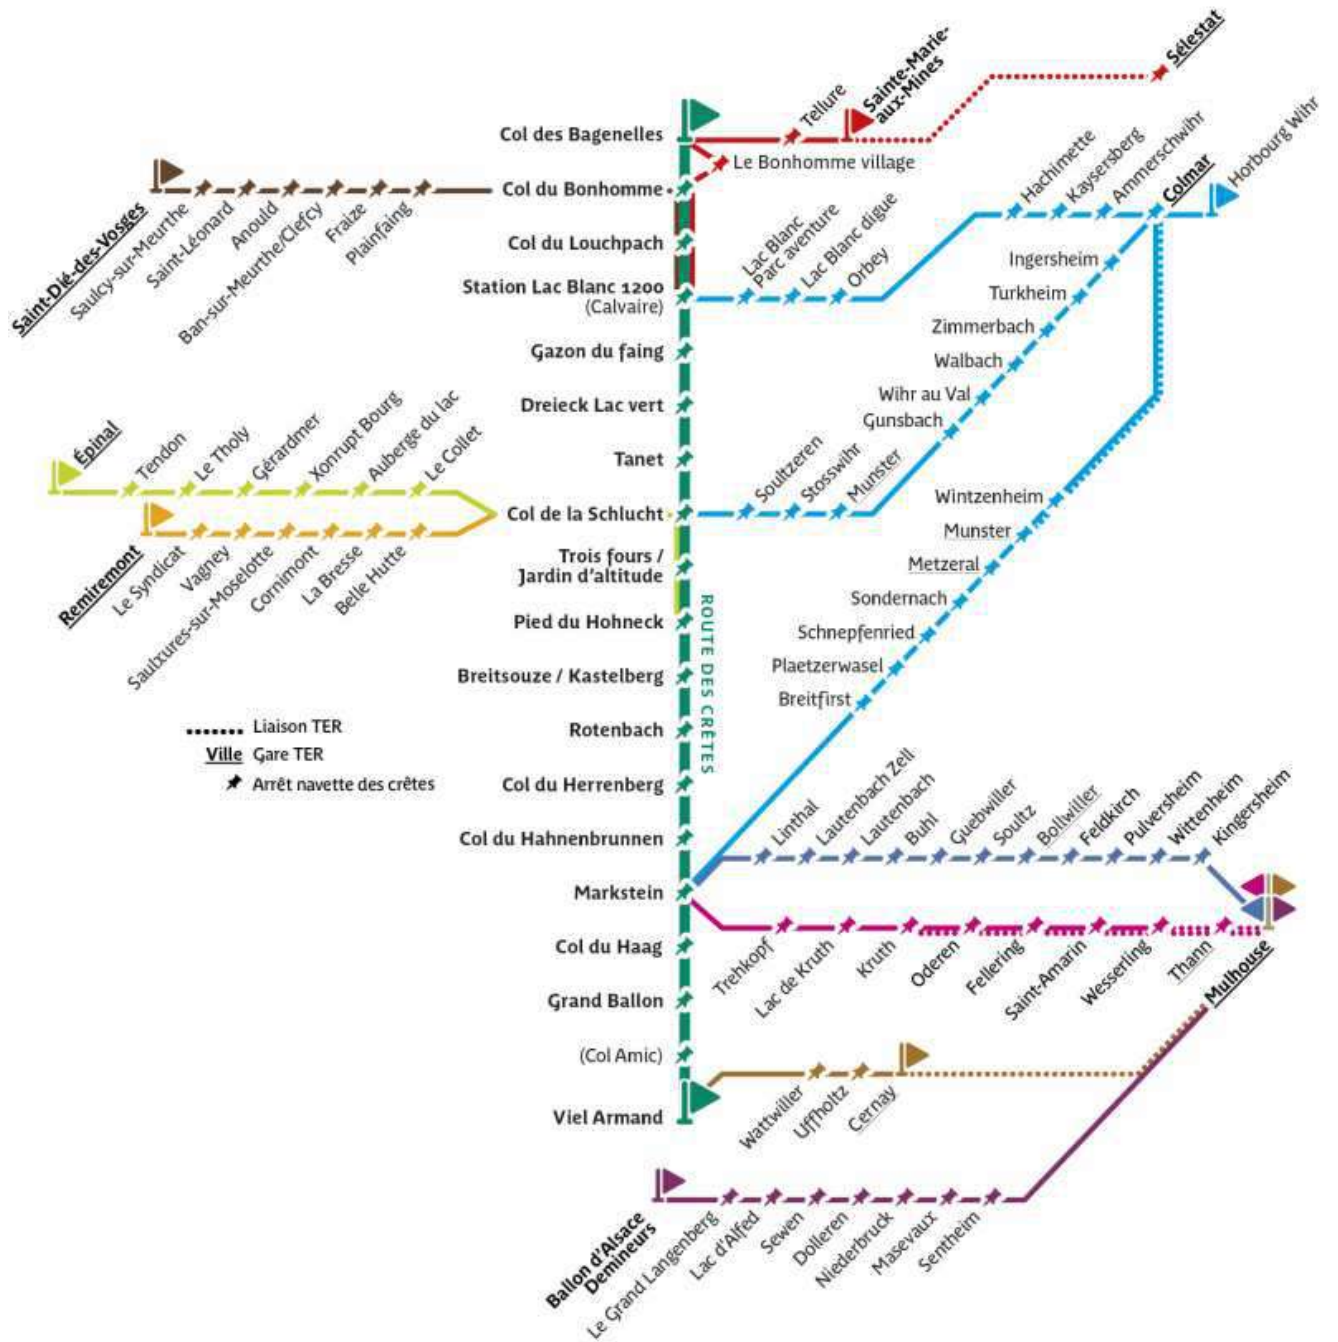 Sélestat
Sainte-Marie-
aux-Mines
Tellure
Col des Bagenelles
Le Bonhomme village
Col du Bonhomme
Saint-Dié-des-Vosges
Saulcy-sur-Meurthe
Saint-Léonard
Anould
Ban-sur-Meurthe/Clefcy
Fraize
Plainfaing
Col du Louchpach
Station Lac Blanc 1200
(Calvaire)
Lac Blanc
Parc aventure
Lac Blanc digue
Orbey
Hachimette
Kaysersberg
Ammerschwihr
Colmar
Horbourg Wihr
Ingersheim
Turkheim
Zimmerbach
Walbach
Wihr au Val
Gunsbach
Gazon du faing
Dreieck Lac vert
Tanet
Col de la Schlucht
Soultzeren
Stosswihr
Munster
Épinal
Tendon
Le Tholy
Gérardmer
Xonrupt Bourg
Auberge du lac
Le Collet
Remiremont
Le Syndicat
Vagney
Saulxures-sur-Moselotte
Cornimont
La Bresse
Belle Hutte
Trois fours /
Jardin d'altitude
Pied du Hohneck
Breitsouze / Kastelberg
Rotenbach
Col du Herrenberg
Col du Hahnenbrunnen
Markstein
ROUTE DES CRÊTES
Wintzenheim
Munster
Metzeral
Sondernach
Schnepfenried
Plaetzerwasel
Breitfirst
Liaison TER
Ville Gare TER
Arrêt navette des crêtes
Linthal
Lautenbach Zell
Lautenbach
Buhl
Guebwiller
Soultz
Bollwiller
Feldkirch
Pulversheim
Wittenheim
Kingersheim
Trehkopf
Lac de Kruth
Kruth
Oderen
Fellering
Saint-Amarin
Wesserling
Thann
Mulhouse
Col du Haag
Grand Ballon
(Col Amic)
Viel Armand
Wattwiller
Uffholtz
Cernay
Ballon d'Alsace
Demineurs
Le Grand Langenberg
Lac d'Alfed
Sewen
Dolleren
Niederbruck
Masevaux
Sentheim